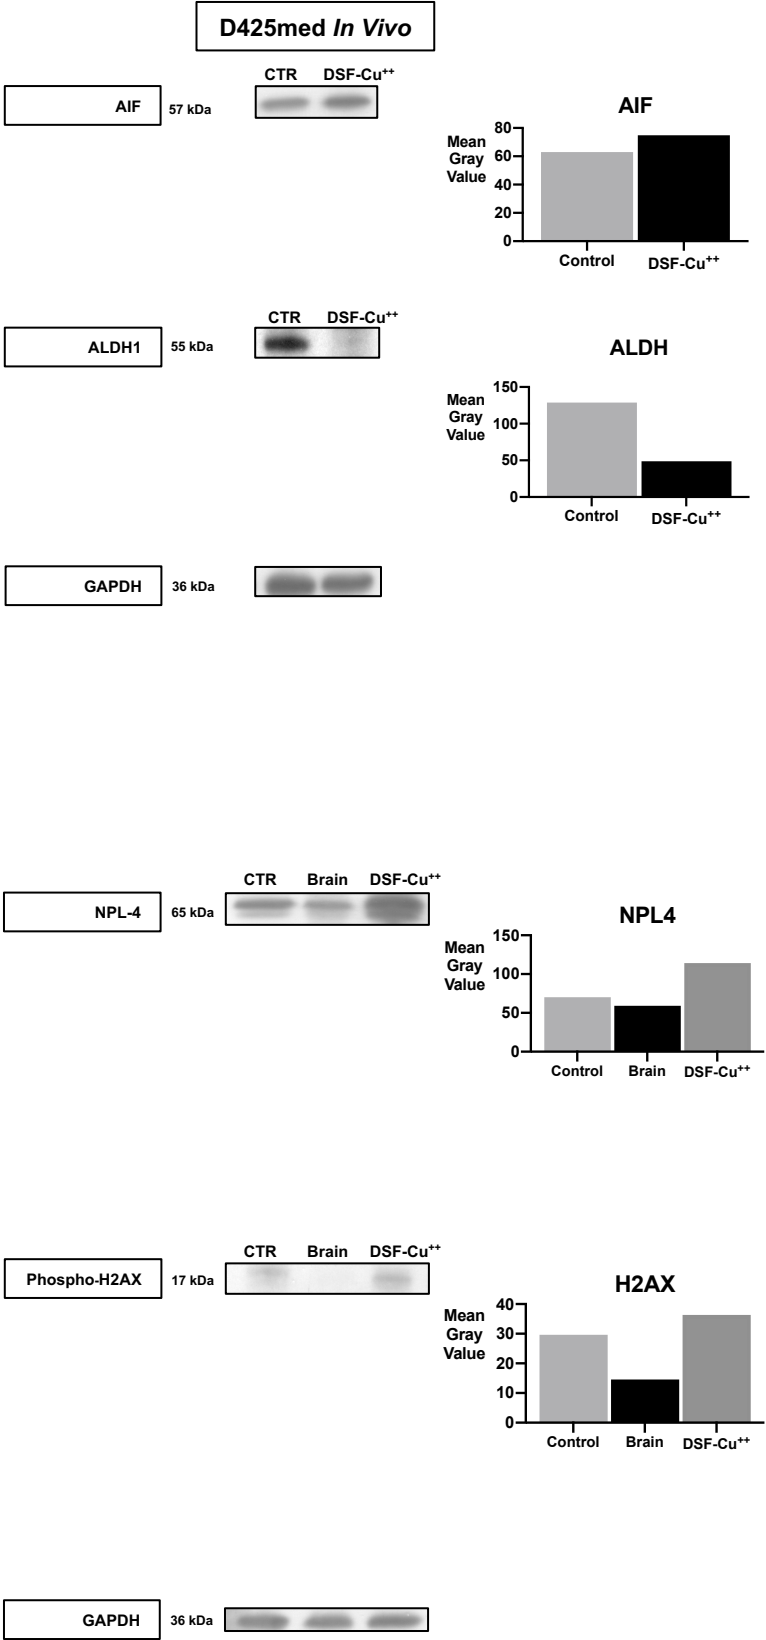 D425med In Vivo
CTR DSF-Cu++
AIF 57 kDa
AIF
Mean
Gray
Value
80
60
40
20
0
Control DSF-Cu++
CTR DSF-Cu++
ALDH1 55 kDa
ALDH
Mean
Gray
Value
150
100
50
0
Control DSF-Cu++
GAPDH 36 kDa
CTR Brain DSF-Cu++
NPL-4 65 kDa
NPL4
Mean
Gray
Value
150
100
50
0
Control Brain DSF-Cu++
CTR Brain DSF-Cu++
Phospho-H2AX 17 kDa
H2AX
Mean
Gray
Value
40
30
20
10
0
Control Brain DSF-Cu++
GAPDH 36 kDa